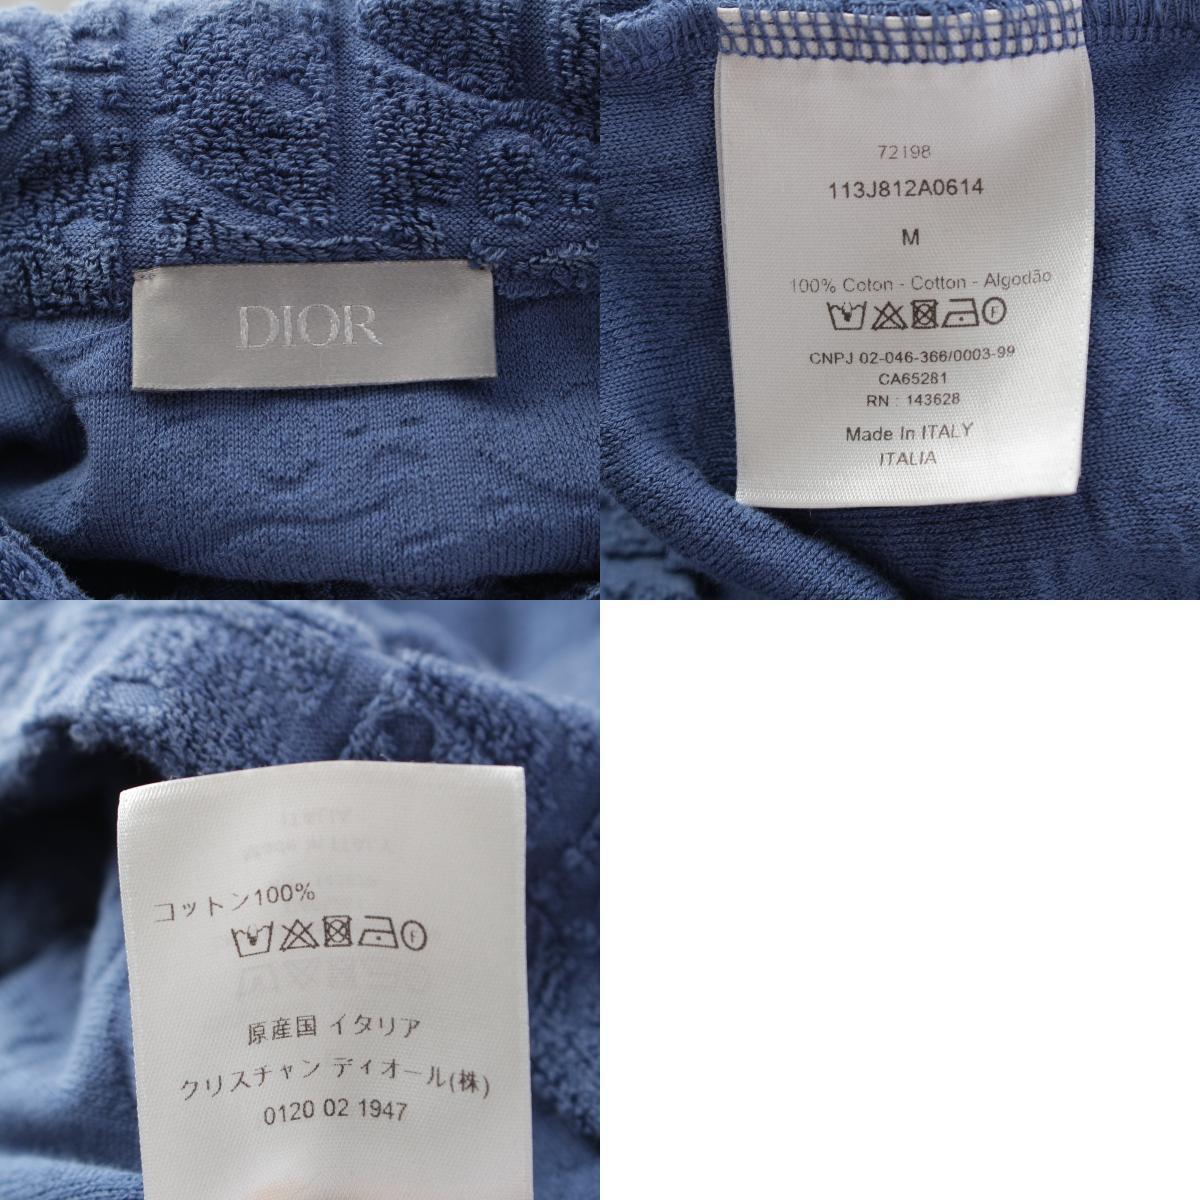 DIOR
72198
113J812A0614
M
100% Coton - Cotton - Algodão
F
CNPJ 02-046-366/0003-99
CA65281
RN : 143628
Made In ITALY
ITALIA
コットン100%
F
原産国 イタリア
クリスチャン ディオール(株)
0120 02 1947